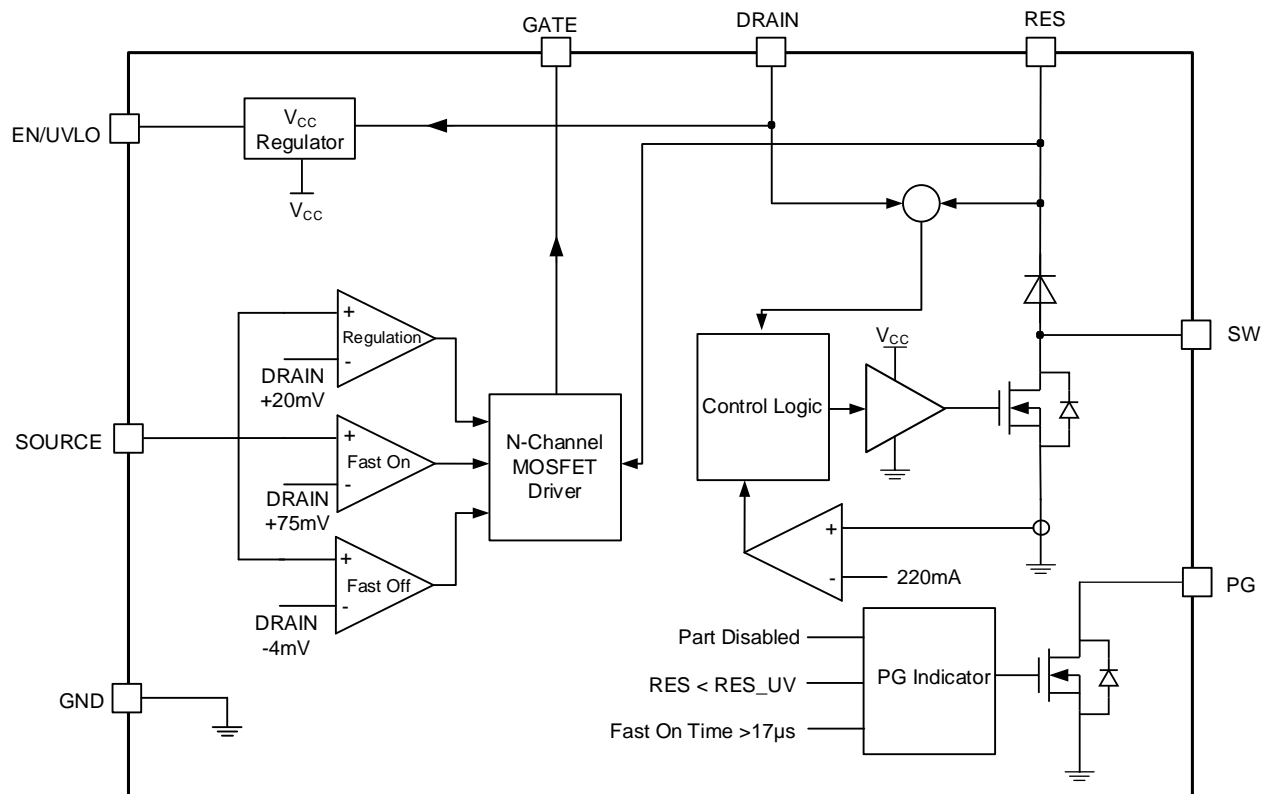 GATE
DRAIN
RES
EN/UVLO
VCC
Regulator
VCC
+
Regulation
-
DRAIN
+20mV
SOURCE
+
Fast On
-
DRAIN
+75mV
+
Fast Off
-
DRAIN
-4mV
N-Channel
MOSFET
Driver
Control Logic
VCC
SW
+
-
220mA
PG
Part Disabled
RES < RES_UV
Fast On Time >17µs
PG Indicator
GND